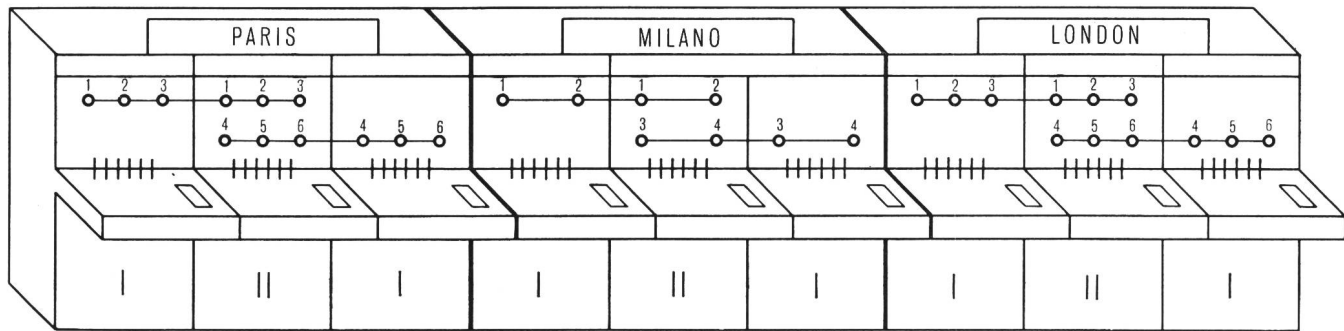 PARIS MILANO LONDON
1 2 3 1 2 3 1 2 1 2 1 2 3 1 2 3
4 5 6 4 5 6 3 4 3 4 4 5 6 4 5 6
I II I I II I I II I